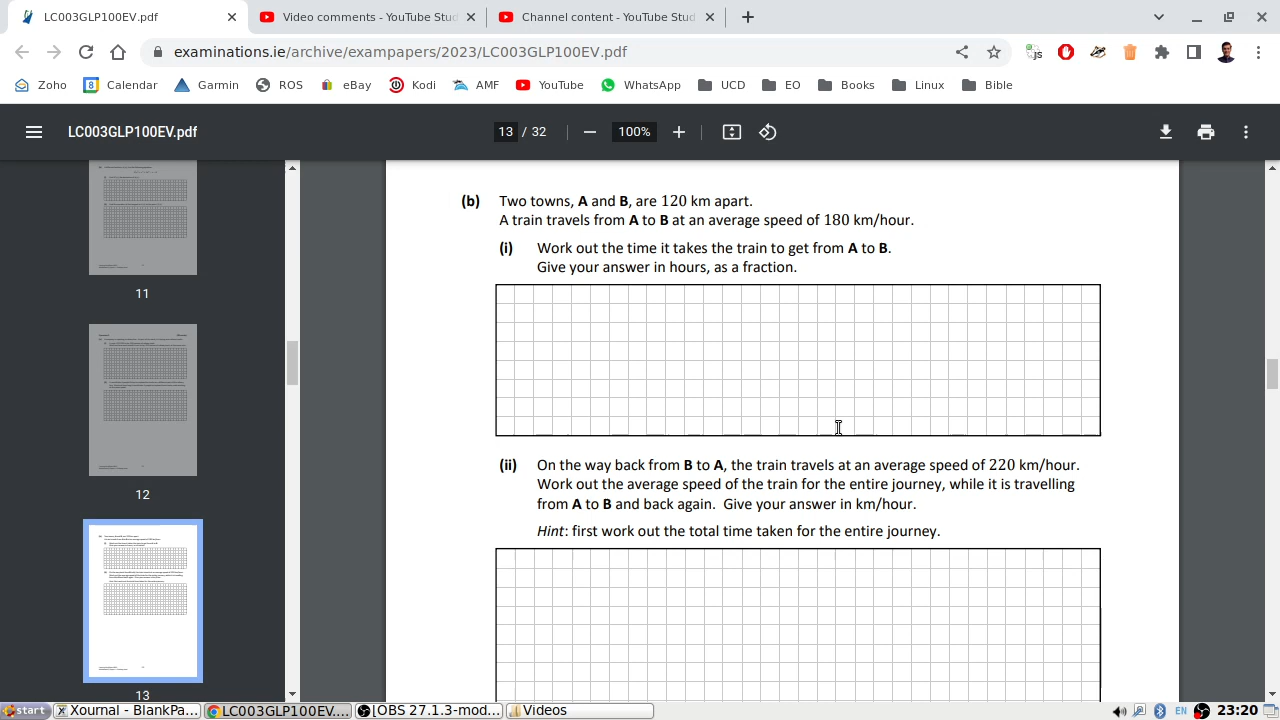 LC003GLP100EV.pdf
Video comments - YouTube Stud
Channel content - YouTube Stud
examinations.ie/archive/exampapers/2023/LC003GLP100EV.pdf
Zoho Calendar Garmin ROS eBay Kodi AMF YouTube WhatsApp UCD EO Books Linux Bible
LC003GLP100EV.pdf
13 / 32
100%
11
12
13
(b) Two towns, A and B, are 120 km apart.
A train travels from A to B at an average speed of 180 km/hour.
(i) Work out the time it takes the train to get from A to B.
Give your answer in hours, as a fraction.
(ii) On the way back from B to A, the train travels at an average speed of 220 km/hour.
Work out the average speed of the train for the entire journey, while it is travelling
from A to B and back again. Give your answer in km/hour.
Hint: first work out the total time taken for the entire journey.
start Xournal - BlankPa... LC003GLP100EV.... [OBS 27.1.3-mod... Videos EN 23:20